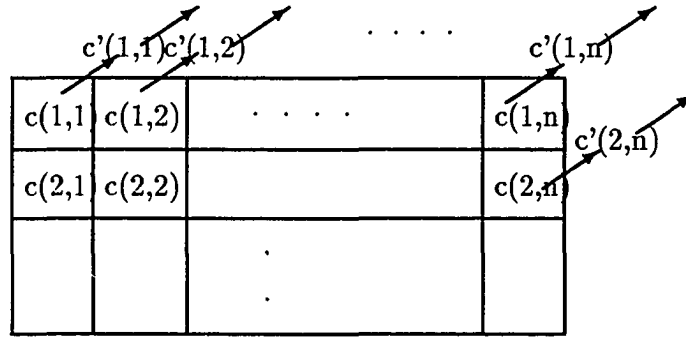 c'(1,1) c'(1,2) . . . . c'(1,n)
c(1,1) c(1,2) . . . . c(1,n)
c'(2,n)
c(2,1) c(2,2) c(2,n)
.
.